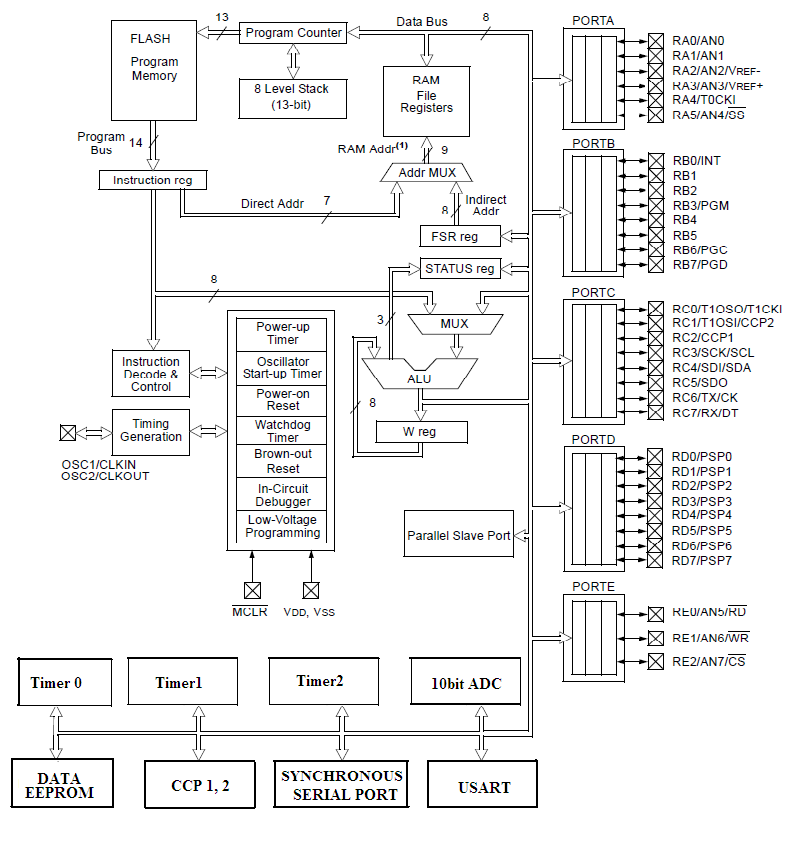 13
Data Bus
8
PORTA
FLASH
Program
Memory
Program Counter
8 Level Stack
(13-bit)
RAM
File
Registers
RA0/AN0
RA1/AN1
RA2/AN2/VREF-
RA3/AN3/VREF+
RA4/T0CKI
RA5/AN4/SS
Program
Bus
14
RAM Addr(1)
9
PORTB
Instruction reg
Addr MUX
Direct Addr
7
8
Indirect
Addr
FSR reg
STATUS reg
RB0/INT
RB1
RB2
RB3/PGM
RB4
RB5
RB6/PGC
RB7/PGD
8
3
MUX
ALU
8
W reg
PORTC
RC0/T1OSO/T1CKI
RC1/T1OSI/CCP2
RC2/CCP1
RC3/SCK/SCL
RC4/SDI/SDA
RC5/SDO
RC6/TX/CK
RC7/RX/DT
Power-up
Timer
Oscillator
Start-up Timer
Power-on
Reset
Watchdog
Timer
Brown-out
Reset
In-Circuit
Debugger
Low-Voltage
Programming
Instruction
Decode &
Control
Timing
Generation
OSC1/CLKIN
OSC2/CLKOUT
MCLR
VDD, VSS
Parallel Slave Port
PORTD
RD0/PSP0
RD1/PSP1
RD2/PSP2
RD3/PSP3
RD4/PSP4
RD5/PSP5
RD6/PSP6
RD7/PSP7
PORTE
RE0/AN5/RD
RE1/AN6/WR
RE2/AN7/CS
Timer 0
Timer1
Timer2
10bit ADC
DATA
EEPROM
CCP 1, 2
SYNCHRONOUS
SERIAL PORT
USART